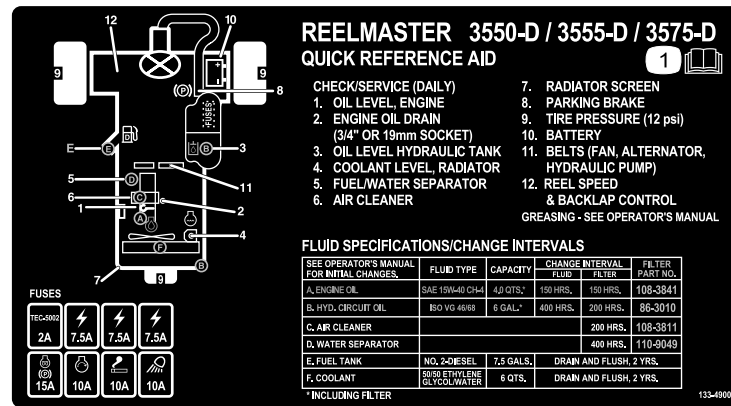 REELMASTER 3550-D / 3555-D / 3575-D
QUICK REFERENCE AID
1
CHECK/SERVICE (DAILY)
1. OIL LEVEL, ENGINE
2. ENGINE OIL DRAIN
(3/4" OR 19mm SOCKET)
3. OIL LEVEL HYDRAULIC TANK
4. COOLANT LEVEL, RADIATOR
5. FUEL/WATER SEPARATOR
6. AIR CLEANER
7. RADIATOR SCREEN
8. PARKING BRAKE
9. TIRE PRESSURE (12 psi)
10. BATTERY
11. BELTS (FAN, ALTERNATOR,
HYDRAULIC PUMP)
12. REEL SPEED
& BACKLAP CONTROL
GREASING - SEE OPERATOR'S MANUAL
12
10
9
9
(P)
8
FUSES
E
E
B
3
5
D
11
6
C
1
A
2
4
F
7
B
9
FLUID SPECIFICATIONS/CHANGE INTERVALS
SEE OPERATOR'S MANUAL FOR INITIAL CHANGES. FLUID TYPE CAPACITY CHANGE INTERVAL FLUID FILTER FILTER PART NO.
A. ENGINE OIL SAE 15W-40 CH-4 4.0 QTS.* 150 HRS. 150 HRS. 108-3841
B. HYD. CIRCUIT OIL ISO VG 46/68 6 GAL.* 400 HRS. 200 HRS. 86-3010
C. AIR CLEANER 200 HRS. 108-3811
D. WATER SEPARATOR 400 HRS. 110-9049
E. FUEL TANK NO. 2-DIESEL 7.5 GALS. DRAIN AND FLUSH, 2 YRS.
F. COOLANT 50/50 ETHYLENE GLYCOL/WATER 6 QTS. DRAIN AND FLUSH, 2 YRS.
* INCLUDING FILTER
133-4900
FUSES
TEC-5002
2A 7.5A 7.5A 7.5A
(P)
15A 10A 10A 10A